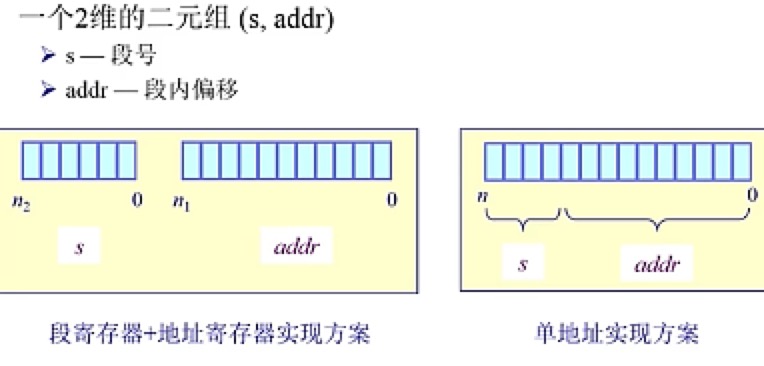 一个2维的二元组 (s, addr)
➢ s — 段号
➢ addr — 段内偏移
n₂ 0 n₁ 0
s addr
段寄存器+地址寄存器实现方案
n 0
s addr
单地址实现方案